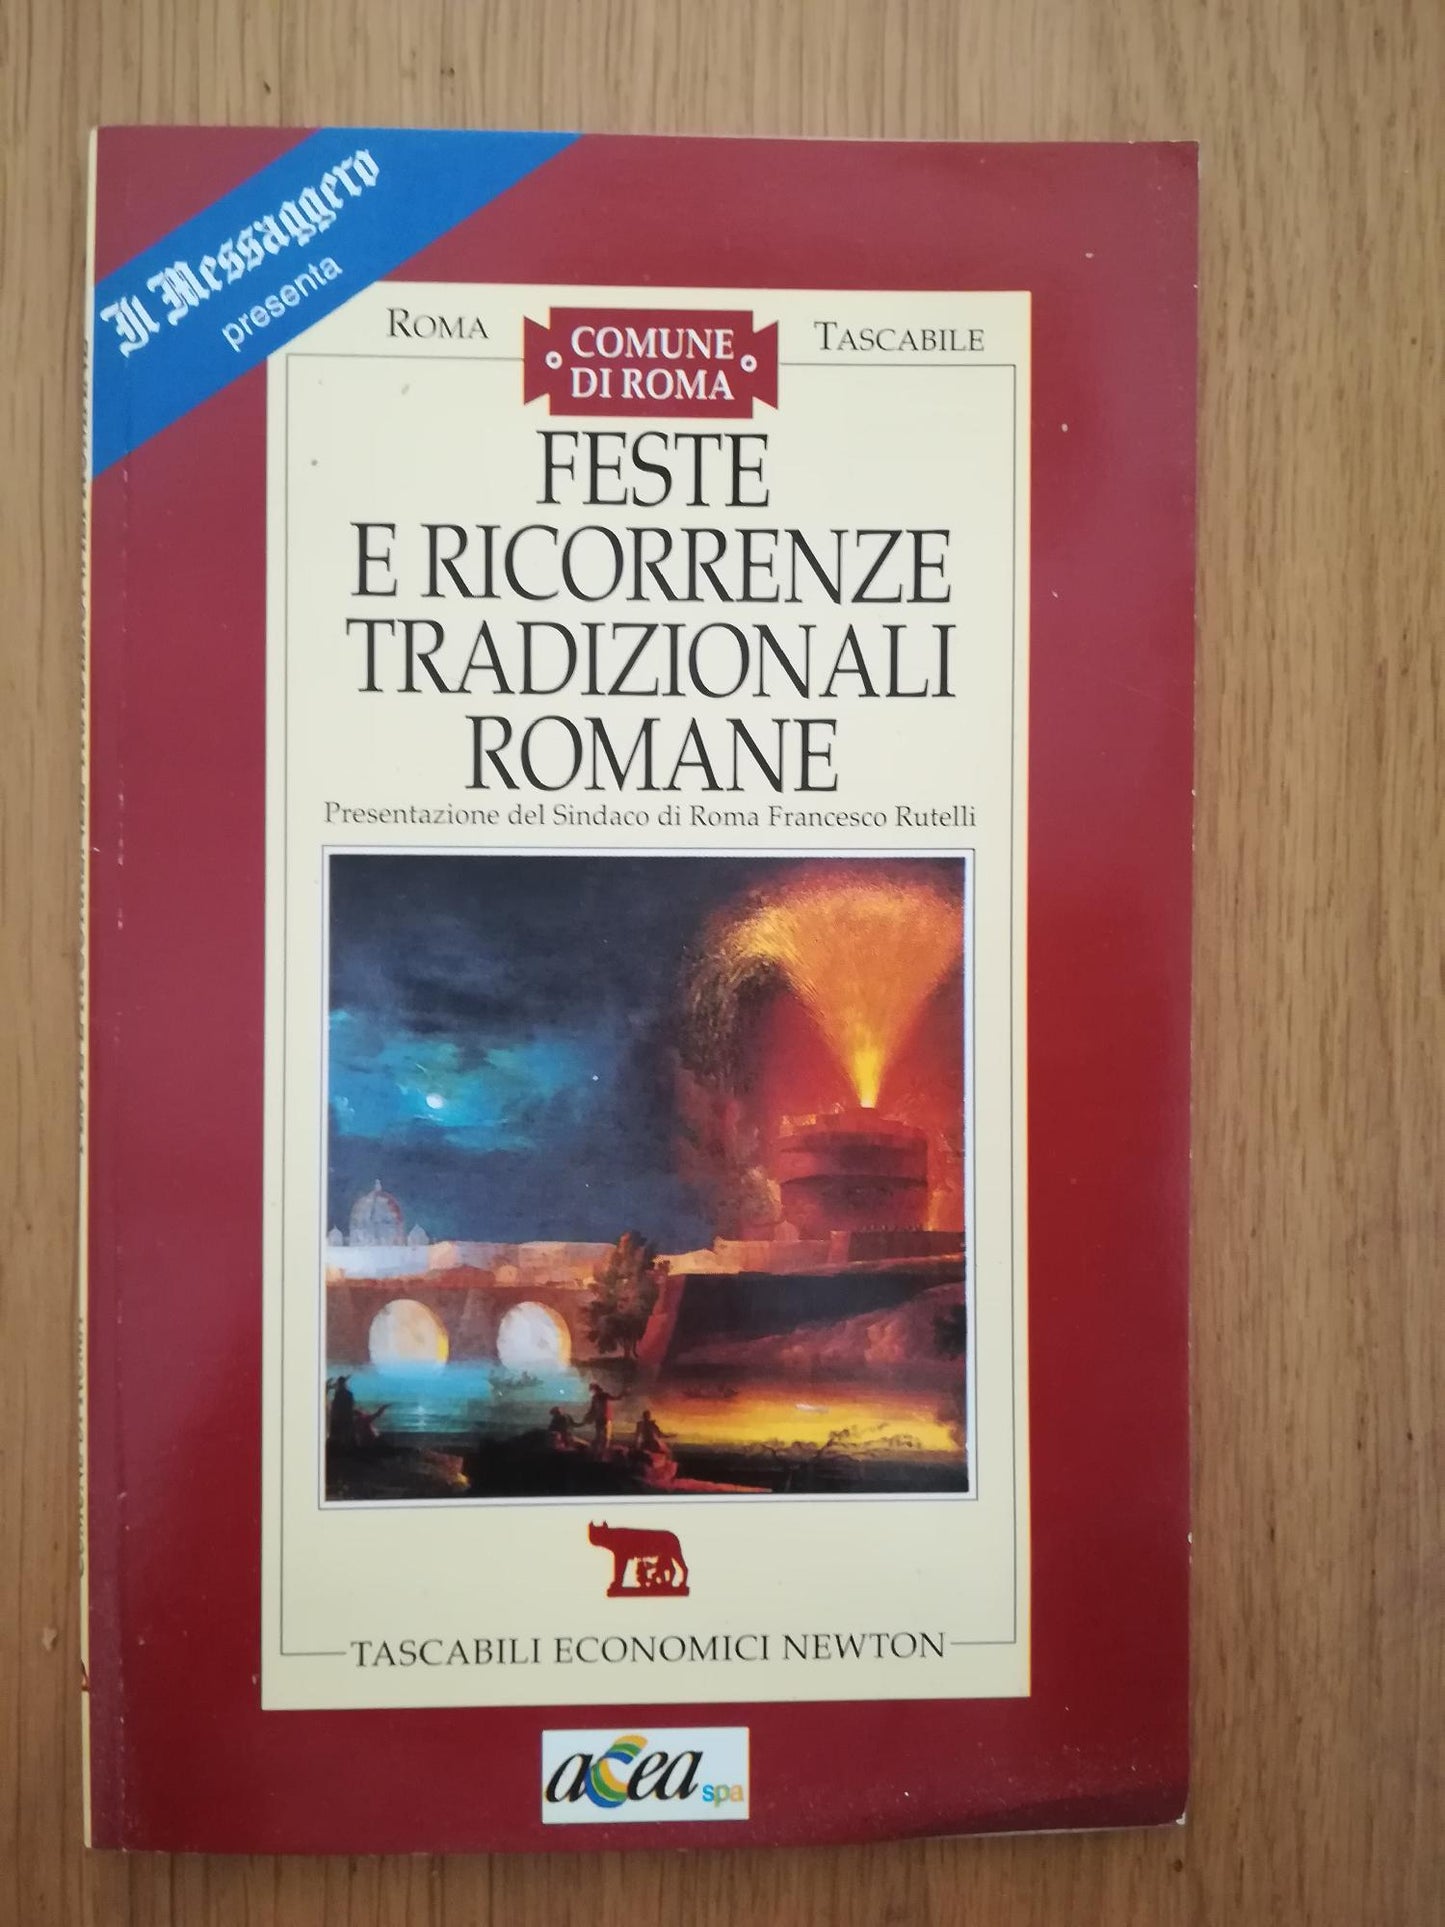 Il Messaggero
presenta
ROMA
COMUNE
DI ROMA
TASCABILE
FESTE
E RICORRENZE
TRADIZIONALI
ROMANE
Presentazione del Sindaco di Roma Francesco Rutelli
TASCABILI ECONOMICI NEWTON
acea spa